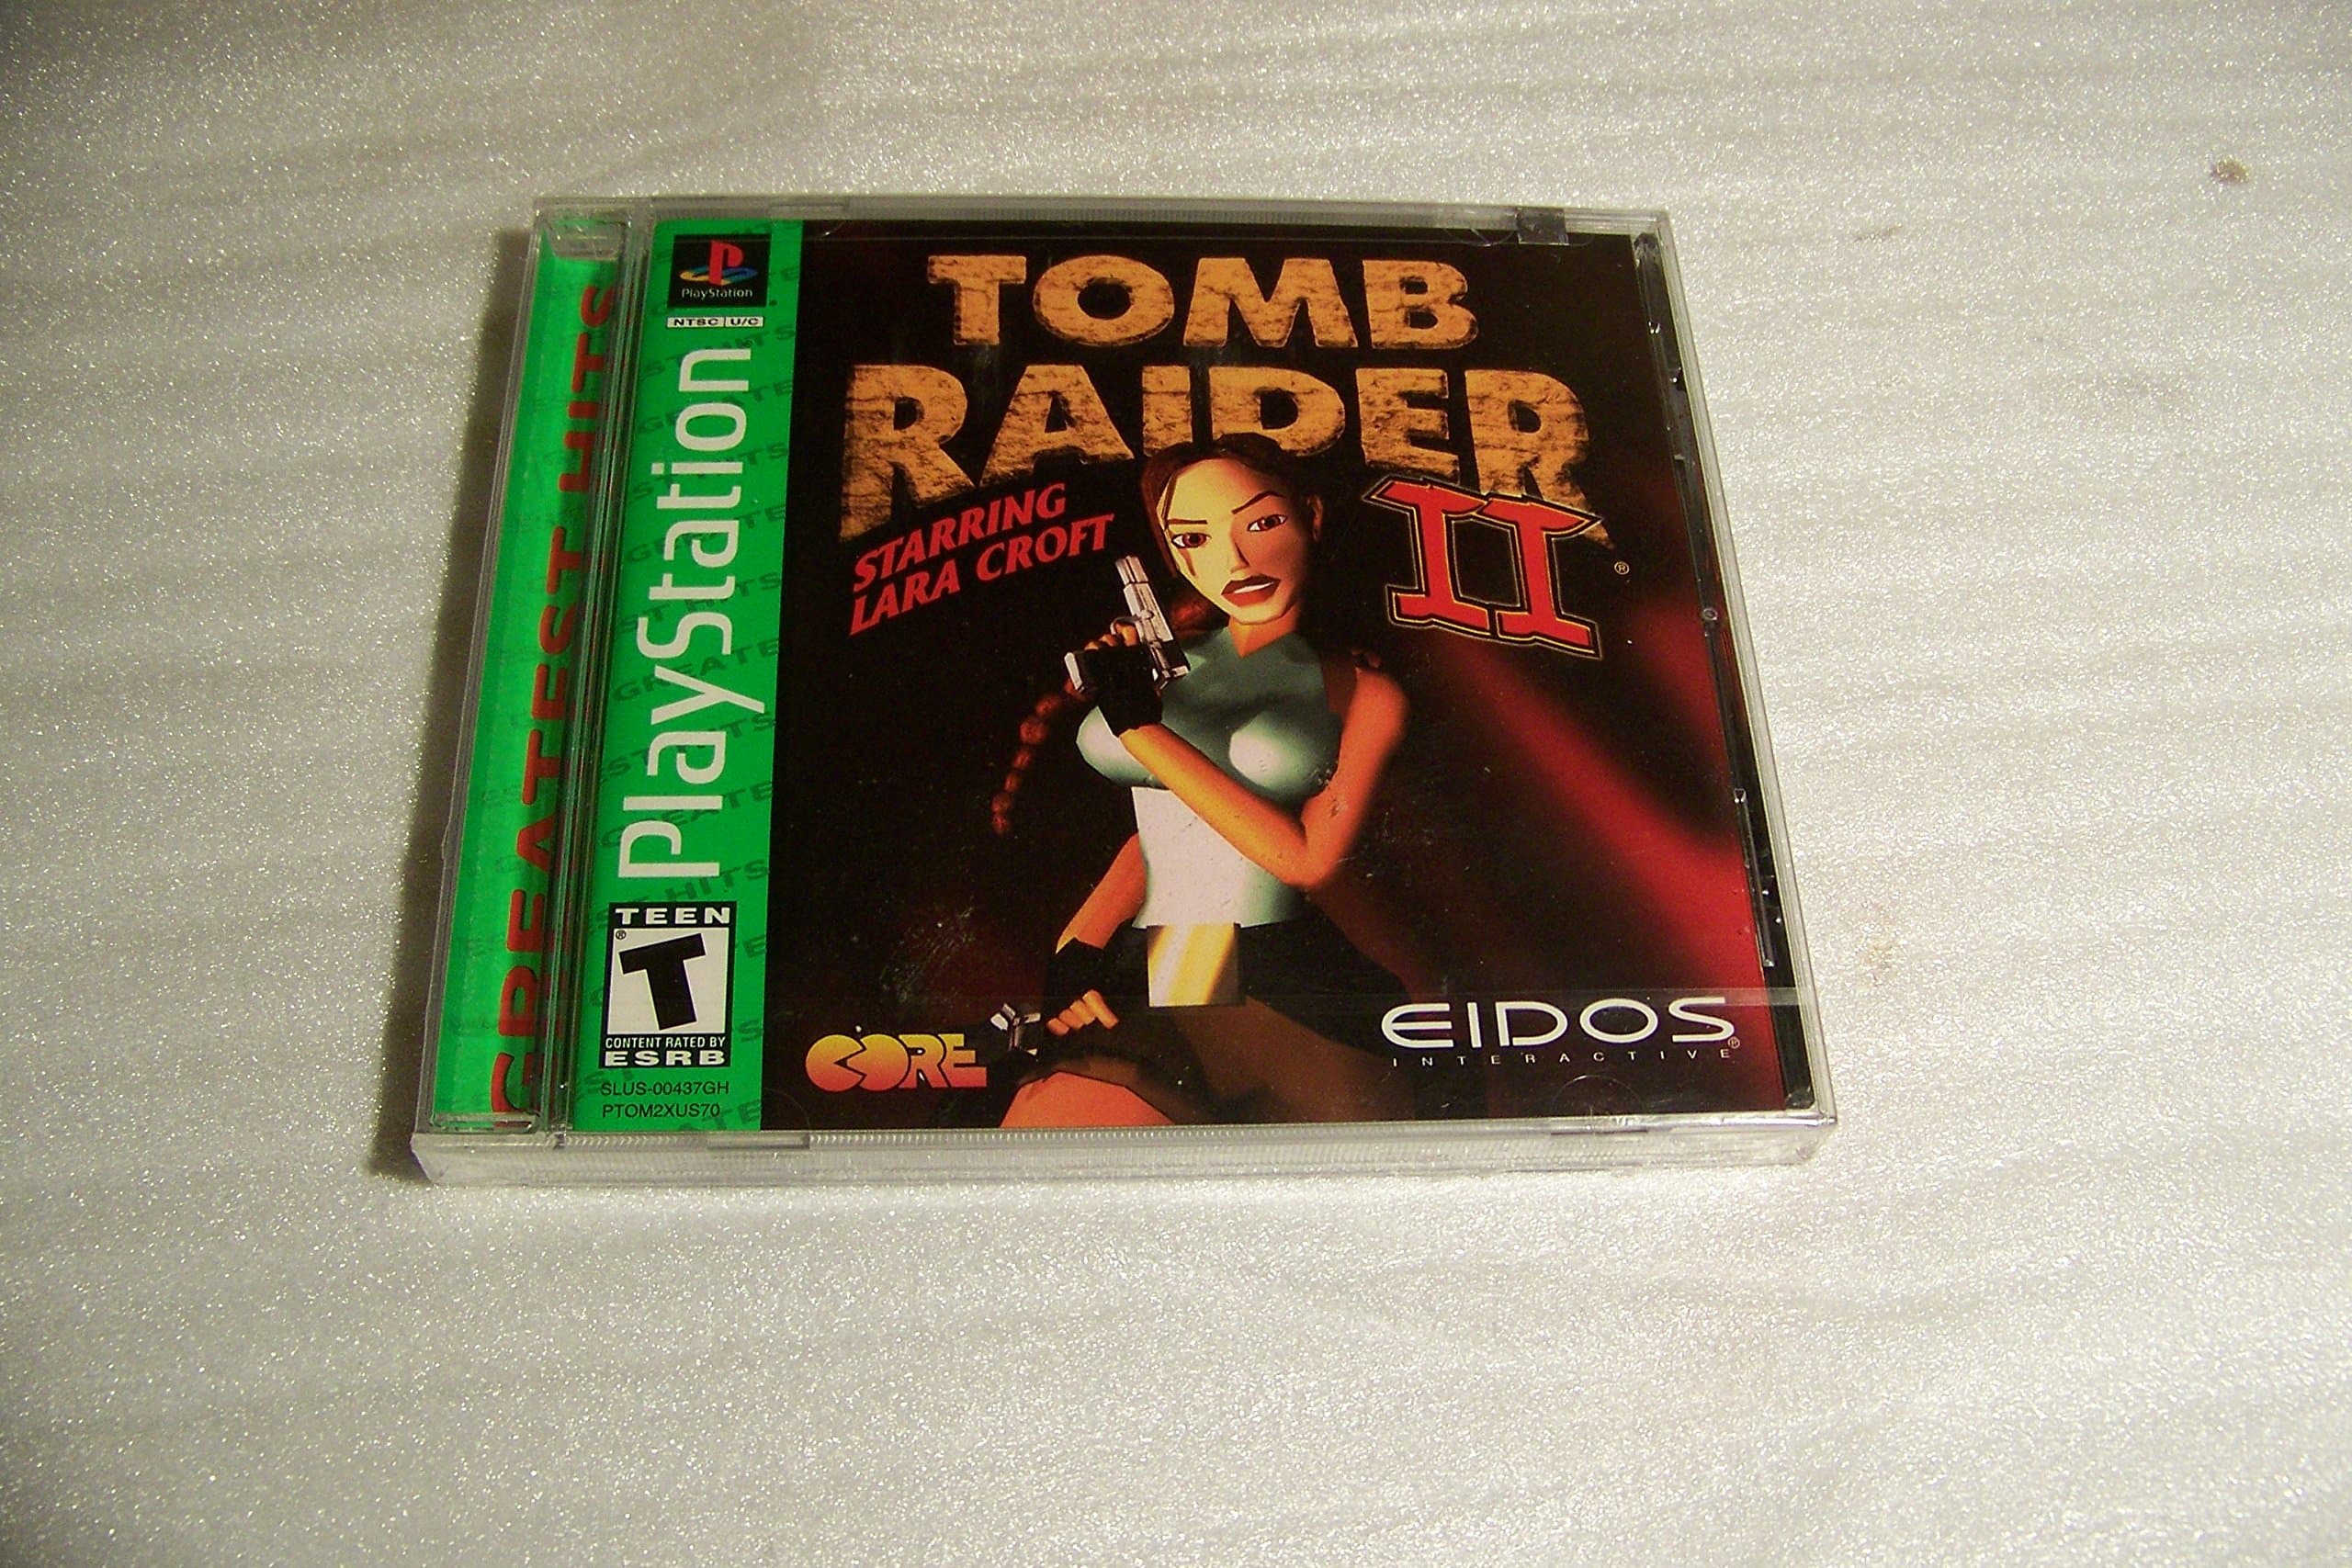 GREATEST HITS
PlayStation
NTSC U/C
PlayStation
TEEN
T
®
CONTENT RATED BY
ESRB
SLUS-00437GH
PTOM2XUS70
TOMB
RAIDER
II
®
STARRING
LARA CROFT
CORE
EIDOS
®
INTERACTIVE